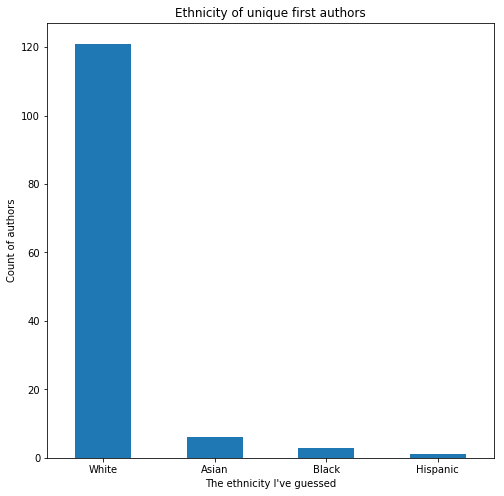 Ethnicity of unique first authors
Count of authors
120
100
80
60
40
20
0
White Asian Black Hispanic
The ethnicity I've guessed